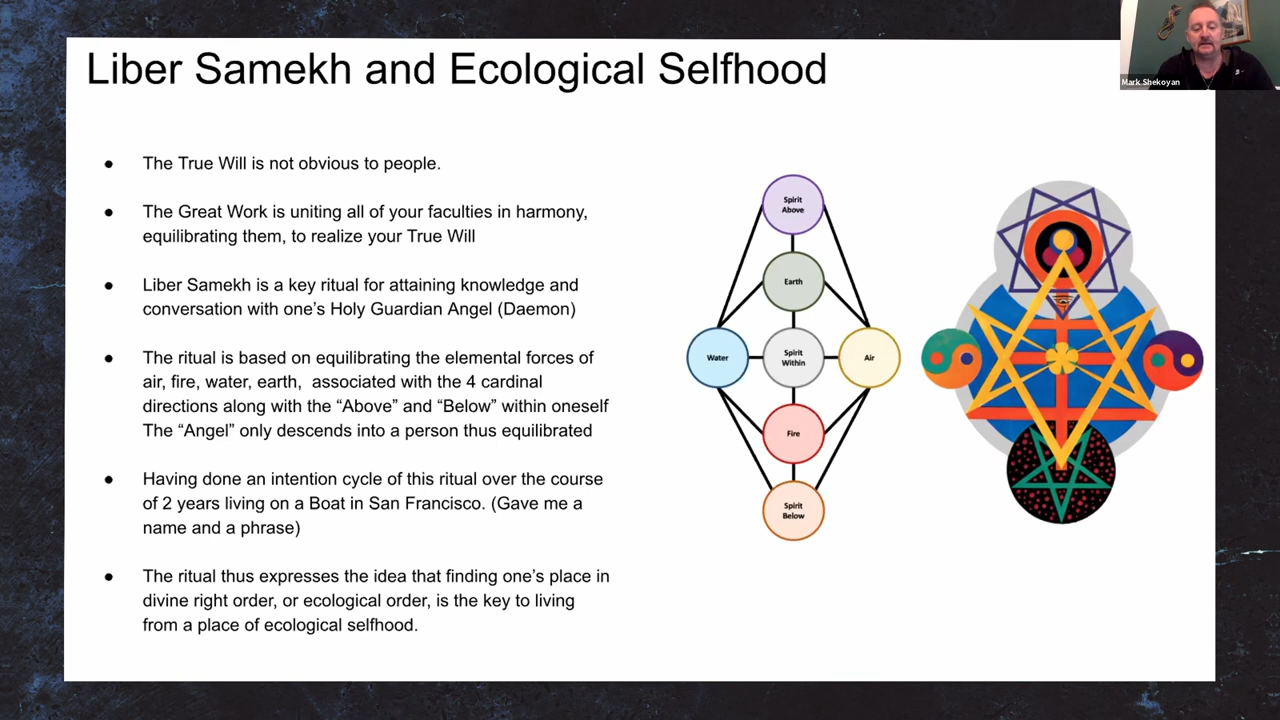 Liber Samekh and Ecological Selfhood
Mark Shekoyan
● The True Will is not obvious to people.
● The Great Work is uniting all of your faculties in harmony,
equilibrating them, to realize your True Will
● Liber Samekh is a key ritual for attaining knowledge and
conversation with one’s Holy Guardian Angel (Daemon)
● The ritual is based on equilibrating the elemental forces of
air, fire, water, earth,  associated with the 4 cardinal
directions along with the “Above” and “Below” within oneself
The “Angel” only descends into a person thus equilibrated
● Having done an intention cycle of this ritual over the course
of 2 years living on a Boat in San Francisco. (Gave me a
name and a phrase)
● The ritual thus expresses the idea that finding one’s place in
divine right order, or ecological order, is the key to living
from a place of ecological selfhood.
Spirit
Above
Earth
Water
Spirit
Within
Air
Fire
Spirit
Below